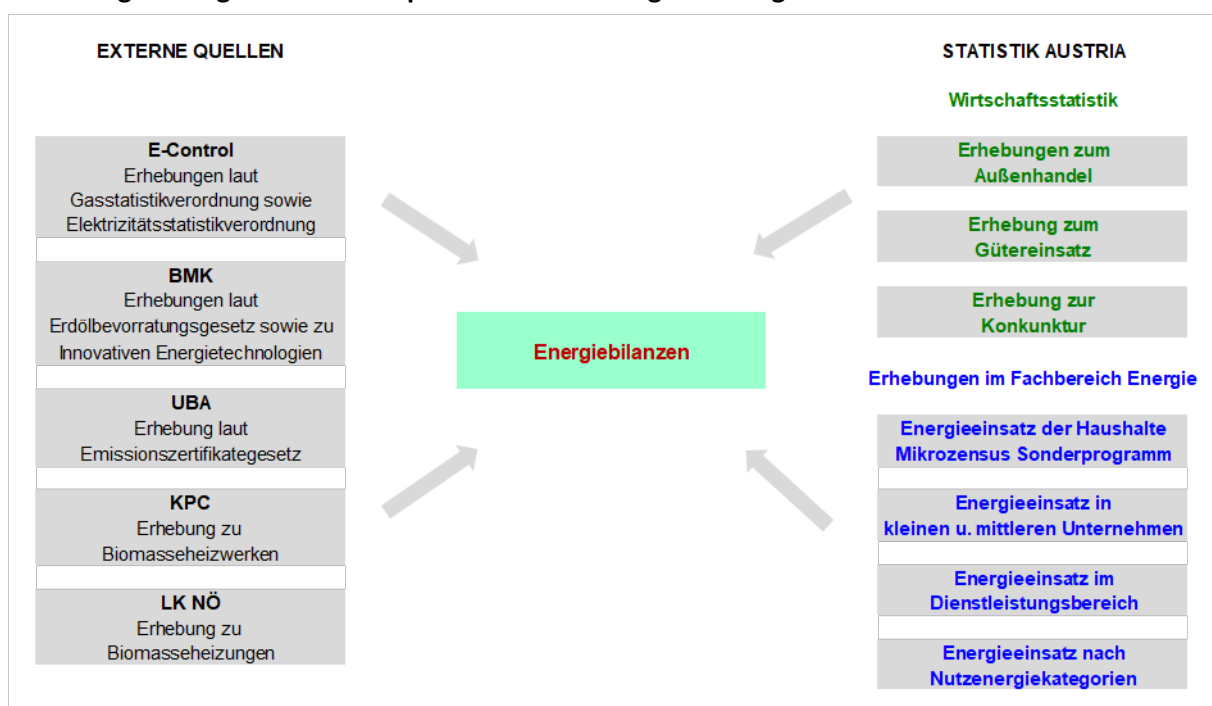 EXTERNE QUELLEN
E-Control
Erhebungen laut
Gasstatistikverordnung sowie
Elektrizitätsstatistikverordnung
BMK
Erhebungen laut
Erdölbevorratungsgesetz sowie zu
Innovativen Energietechnologien
UBA
Erhebung laut
Emissionszertifikategesetz
KPC
Erhebung zu
Biomasseheizwerken
LK NÖ
Erhebung zu
Biomasseheizungen
Energiebilanzen
STATISTIK AUSTRIA
Wirtschaftsstatistik
Erhebungen zum
Außenhandel
Erhebung zum
Gütereinsatz
Erhebung zur
Konkunktur
Erhebungen im Fachbereich Energie
Energieeinsatz der Haushalte
Mikrozensus Sonderprogramm
Energieeinsatz in
kleinen u. mittleren Unternehmen
Energieeinsatz im
Dienstleistungsbereich
Energieeinsatz nach
Nutzenergiekategorien